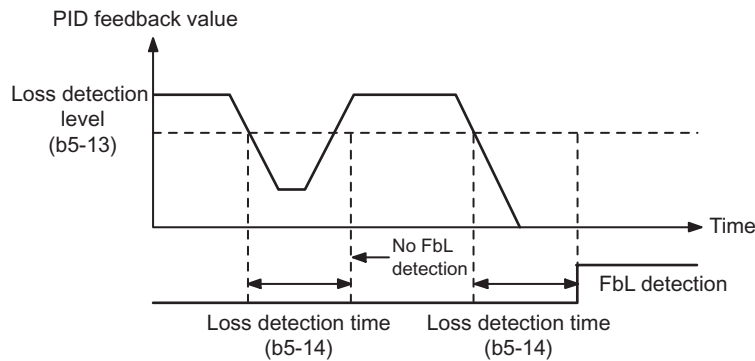 PID feedback value
Loss detection
level
(b5-13)
Time
No FbL
detection
FbL detection
Loss detection time
(b5-14)
Loss detection time
(b5-14)